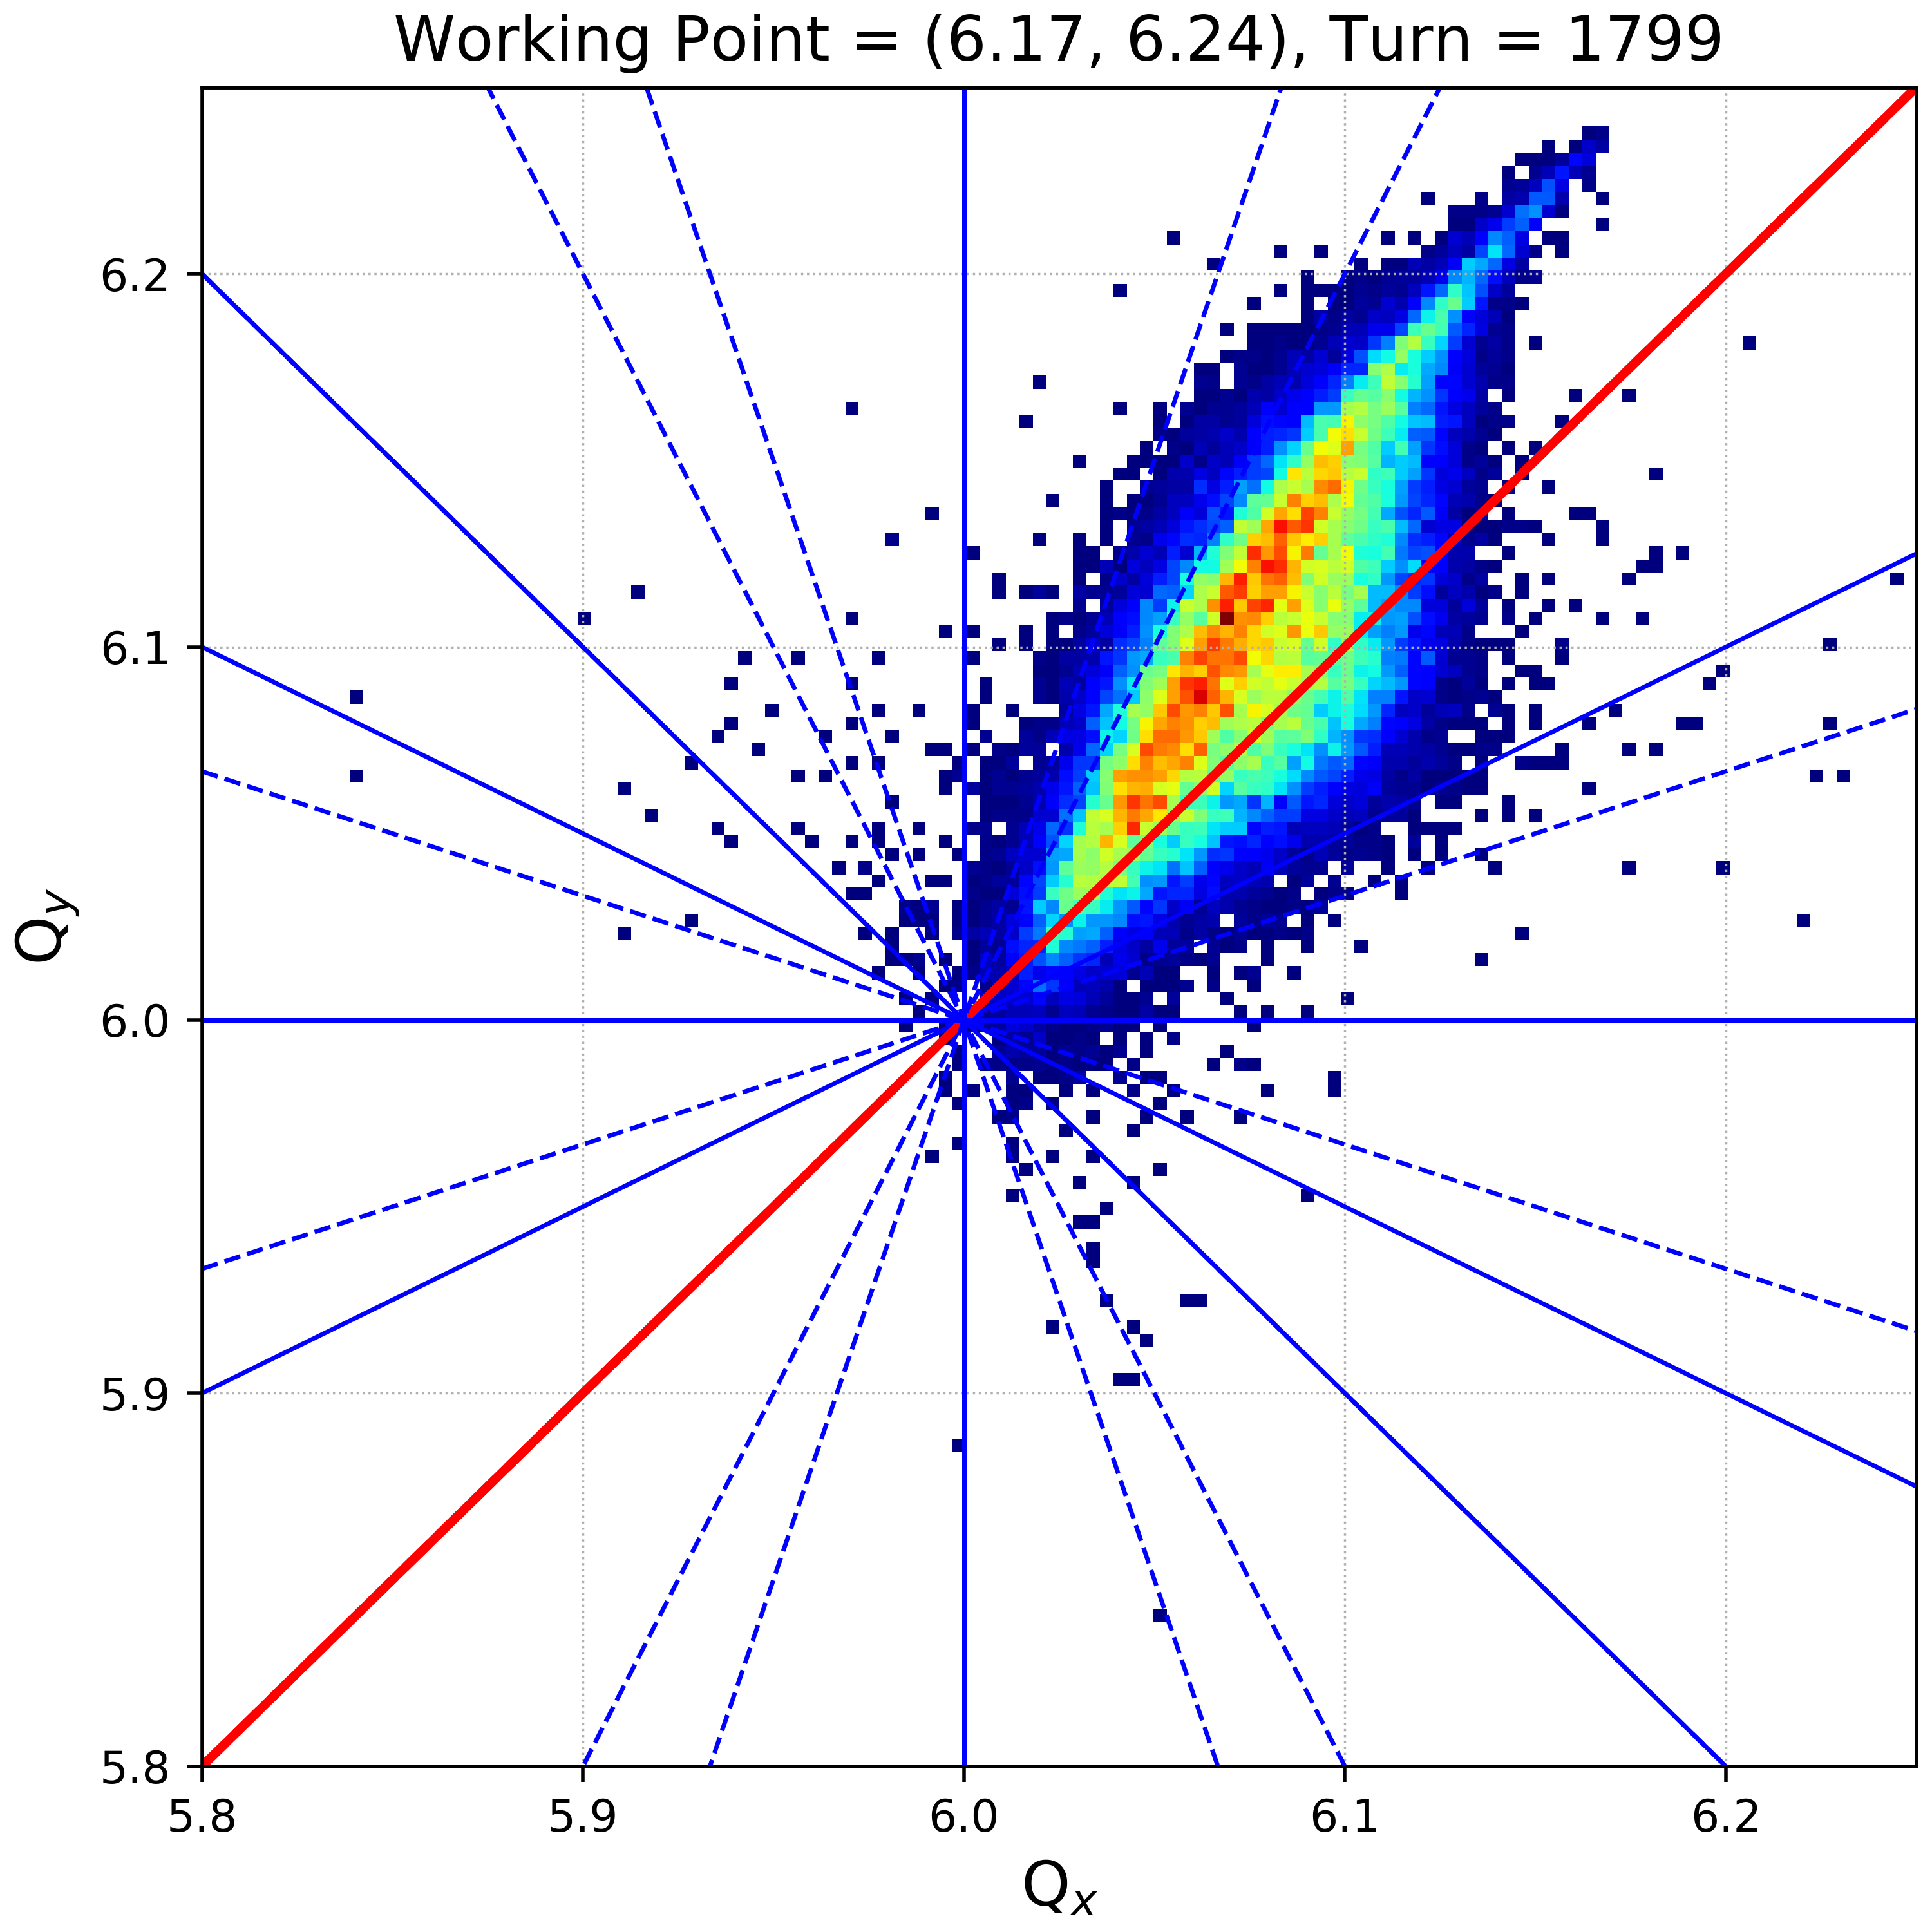 Working Point = (6.17, 6.24), Turn = 1799
6.2
6.1
6.0
5.9
5.8
Qy
5.8 5.9 6.0 6.1 6.2
Qx